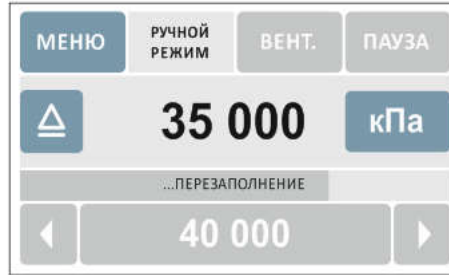 МЕНЮ
РУЧНОЙ
РЕЖИМ
ВЕНТ.
ПАУЗА
35 000
кПа
...ПЕРЕЗАПОЛНЕНИЕ
40 000